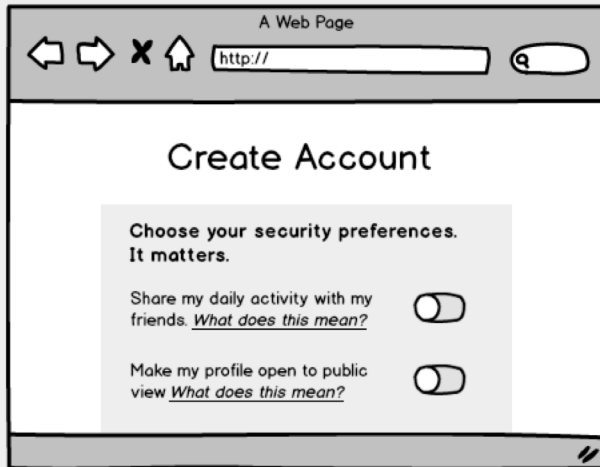 A Web Page
http://
Create Account
Choose your security preferences.
It matters.
Share my daily activity with my
friends. What does this mean?
Make my profile open to public
view What does this mean?